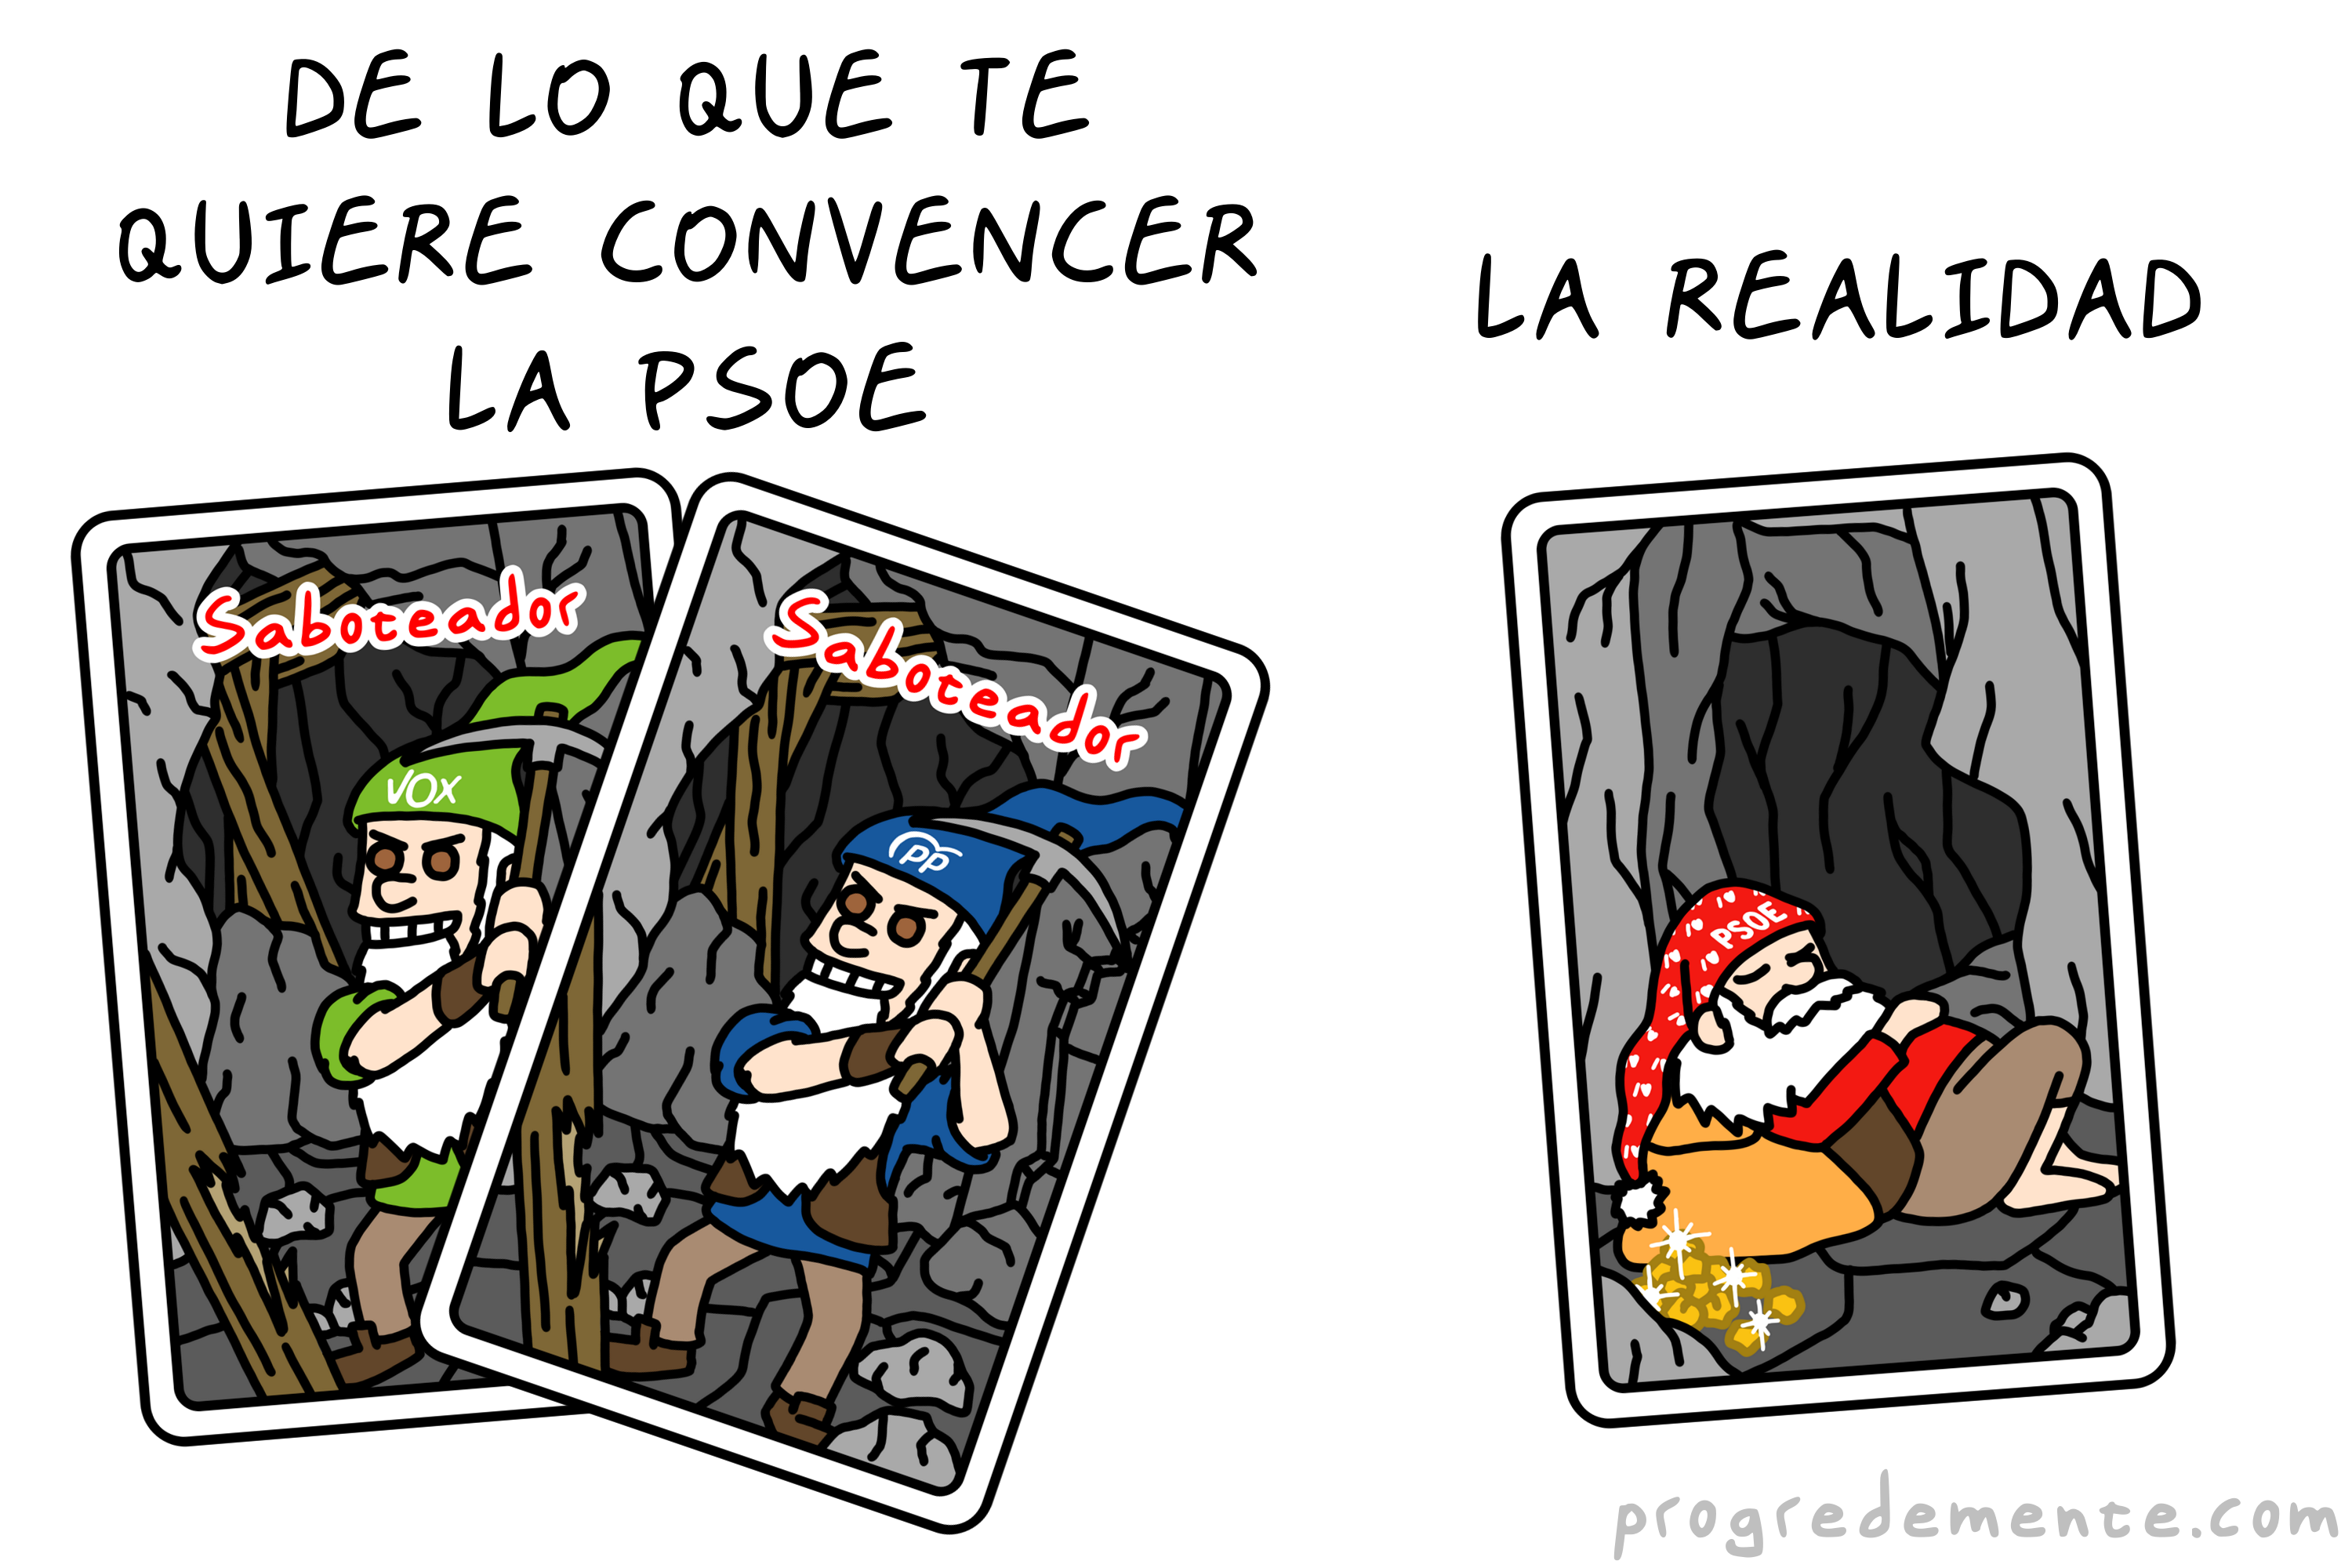 DE LO QUE TE
QUIERE CONVENCER
LA PSOE
LA REALIDAD
Saboteador
VOX
Saboteador
PP
PSOE
progredemente.com